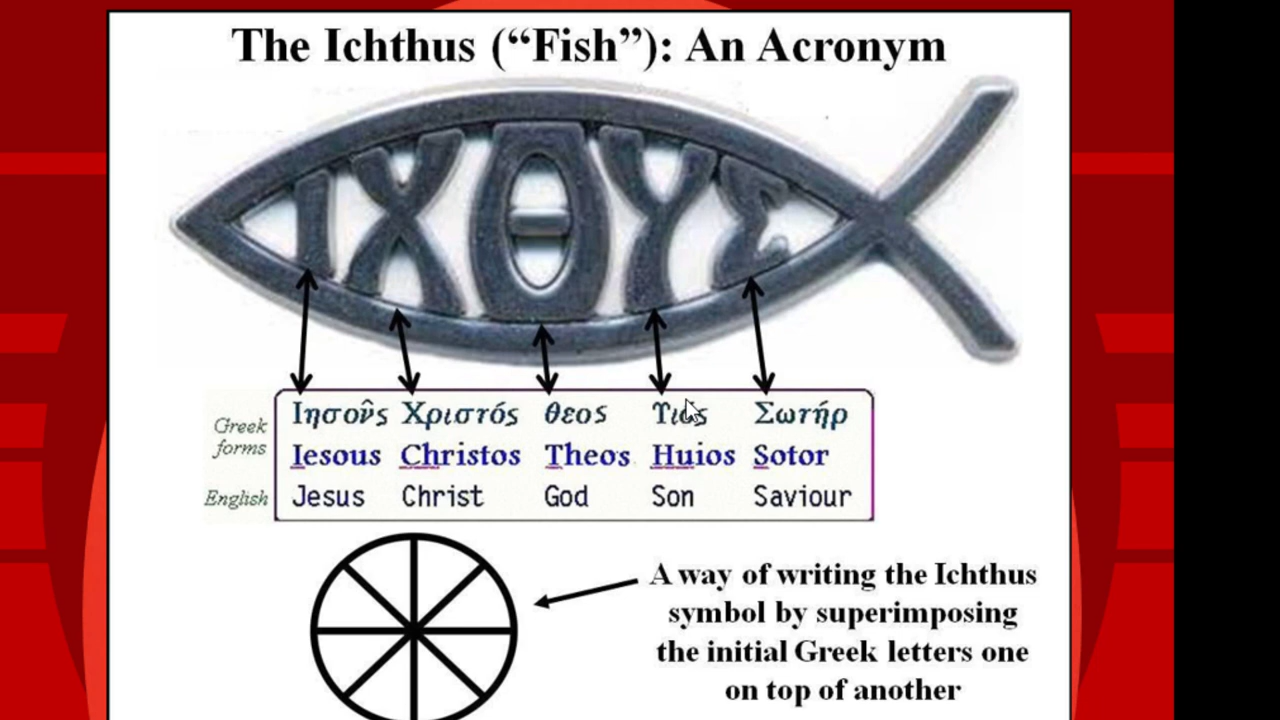 The Ichthus (“Fish”): An Acronym
ΙΧΘΥΣ
Greek forms
Ἰησοῦς Χριστός θεος Υιός Σωτήρ
Iesous Christos Theos Huios Sotor
English Jesus Christ God Son Saviour
A way of writing the Ichthus
symbol by superimposing
the initial Greek letters one
on top of another